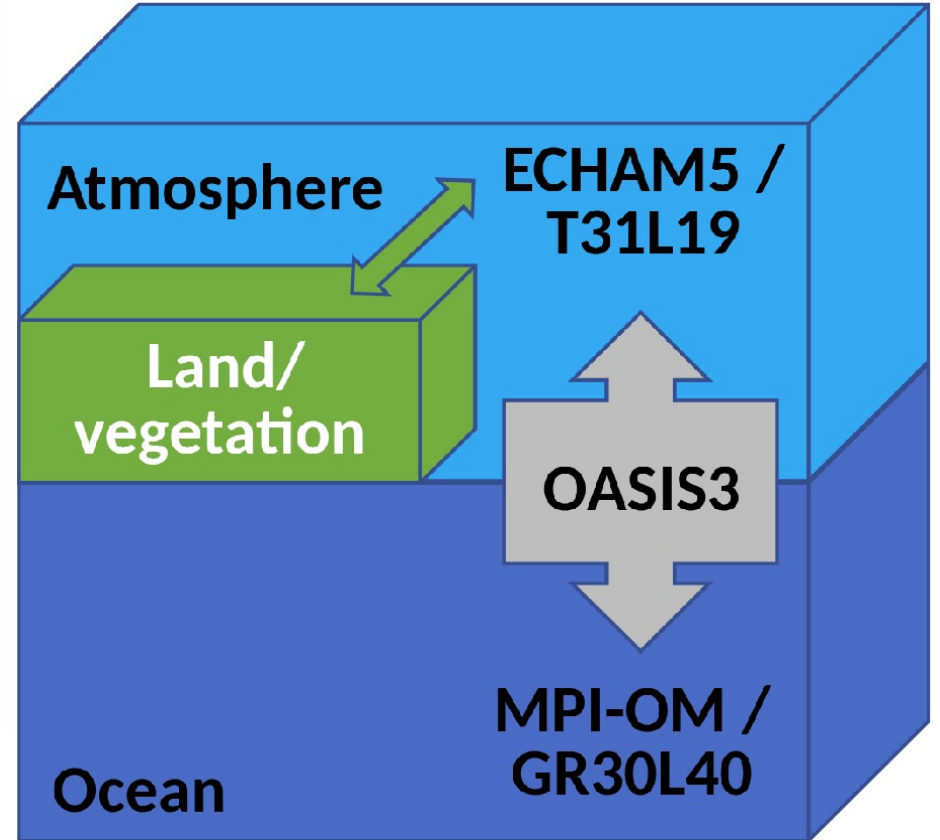 Atmosphere
ECHAM5 /
T31L19
Land/
vegetation
OASIS3
MPI-OM /
GR30L40
Ocean